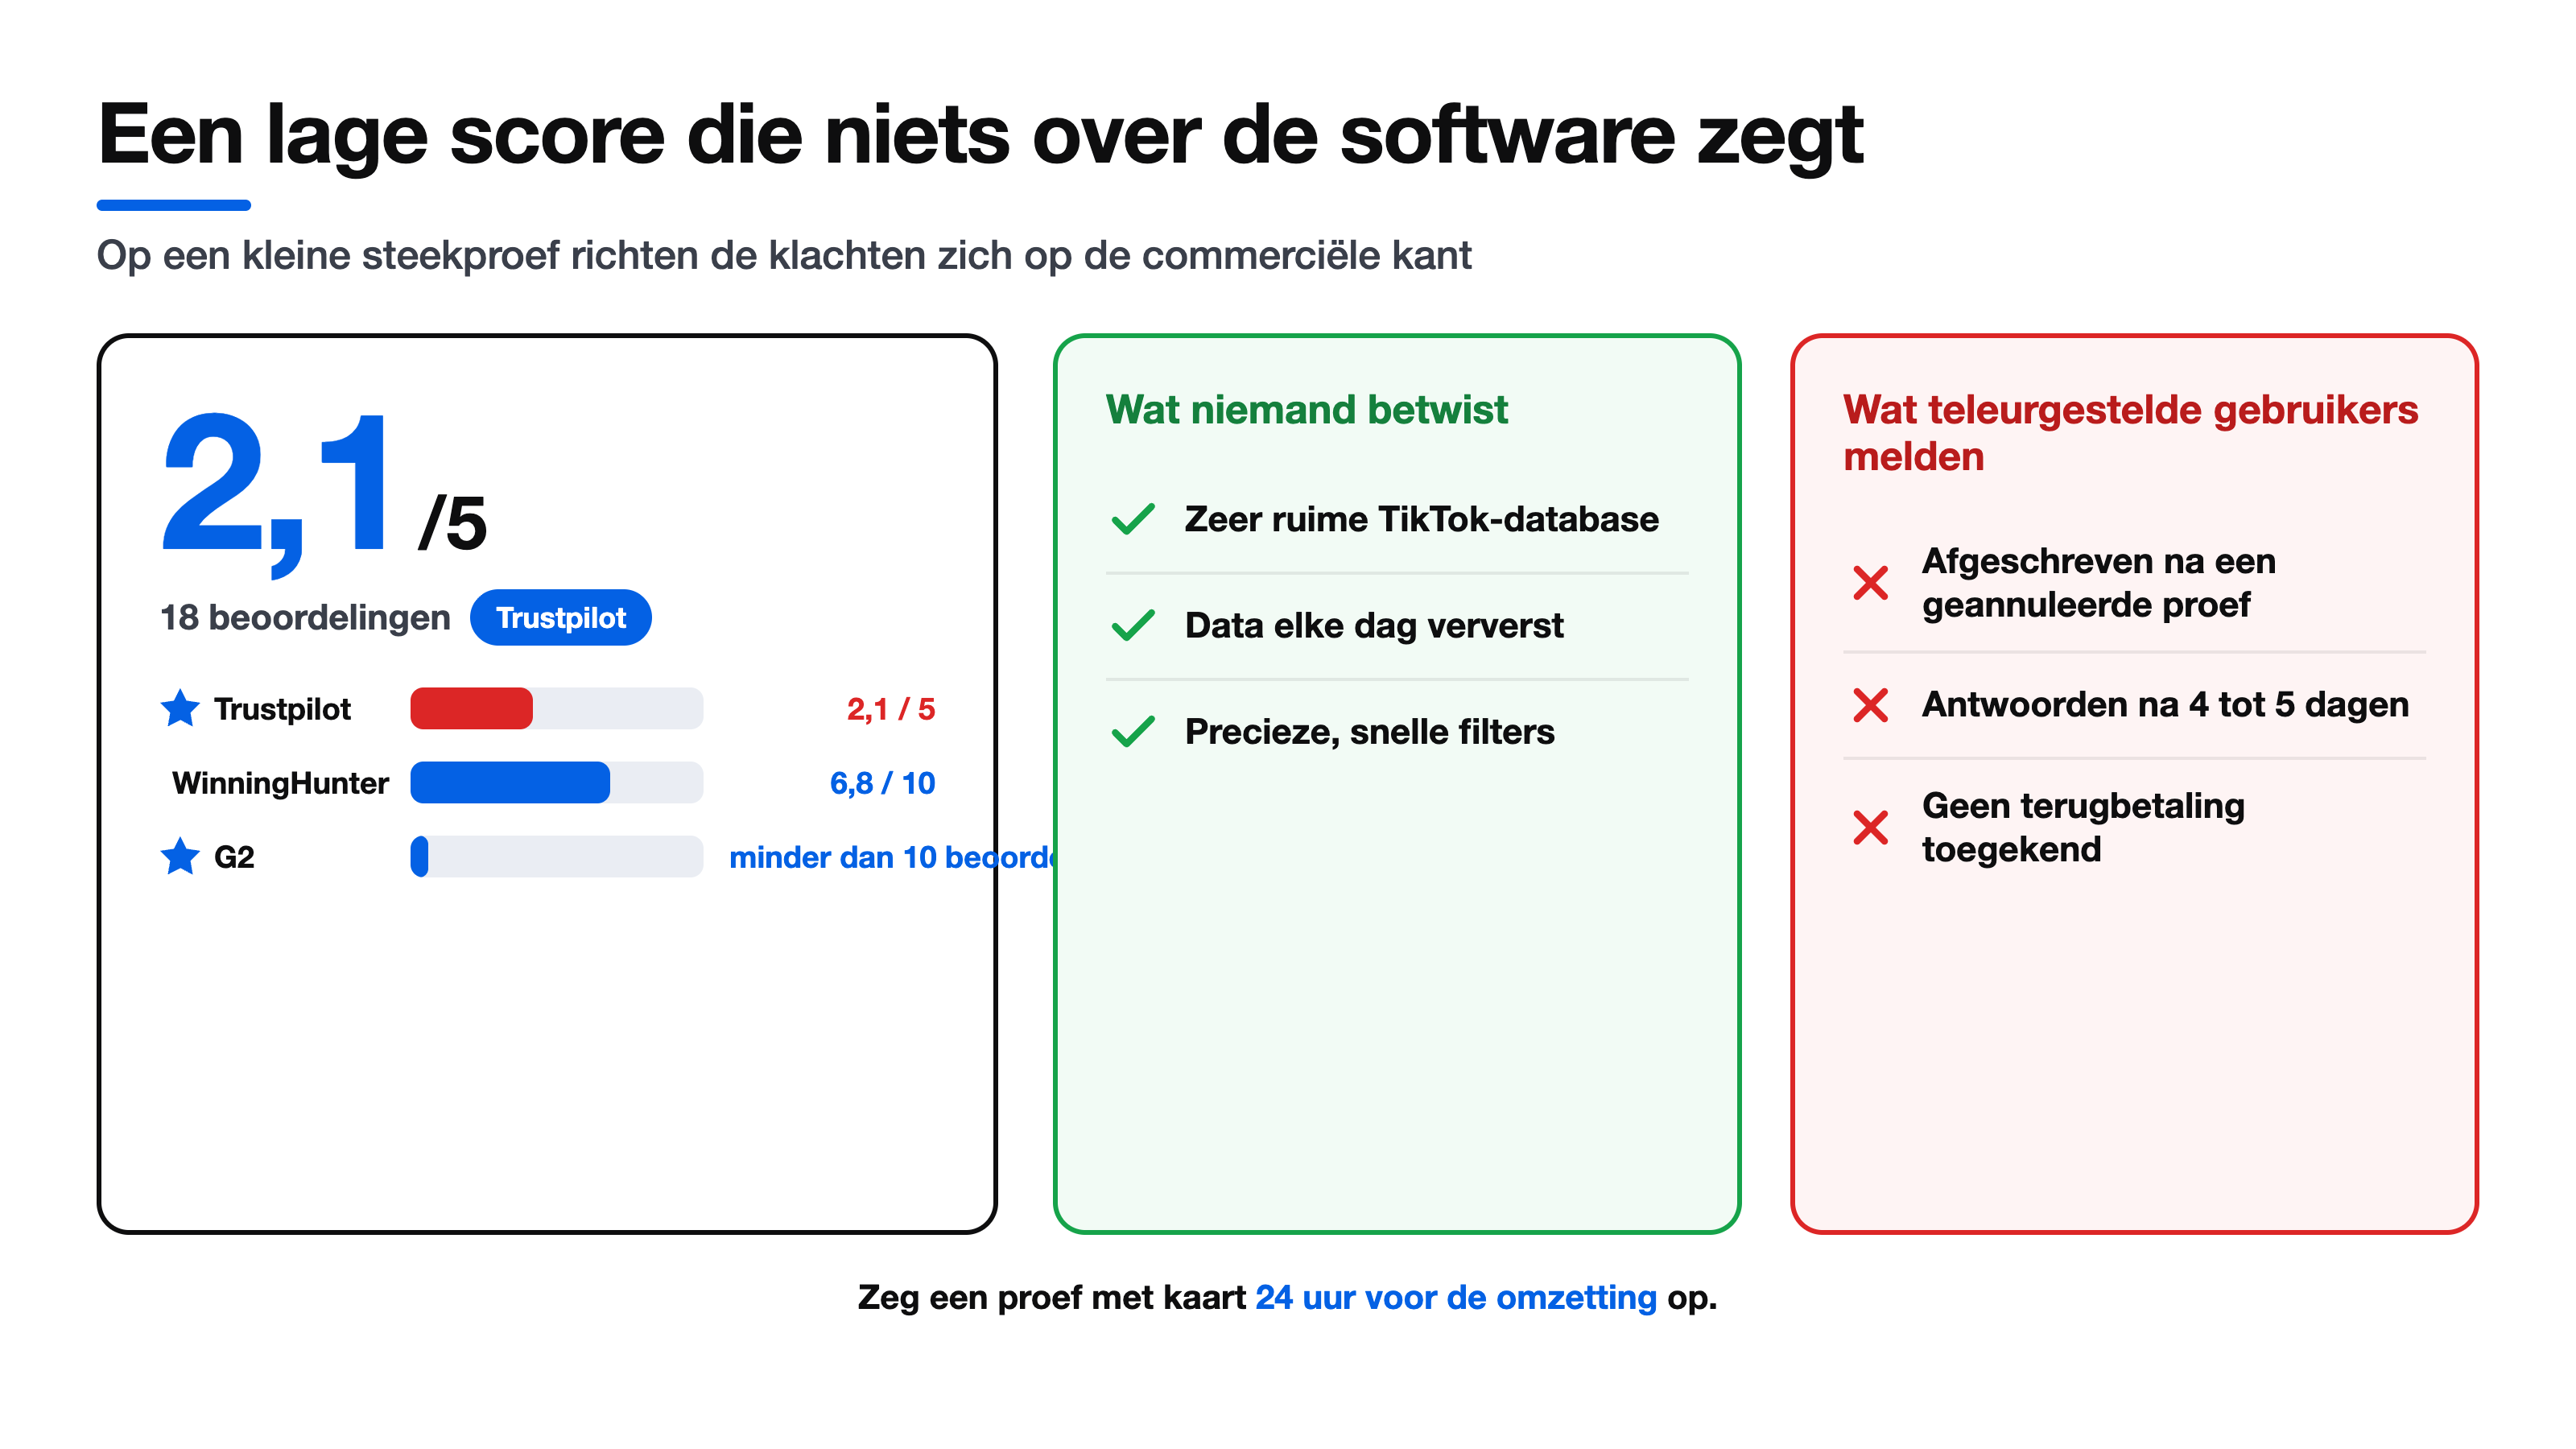 Een lage score die niets over de software zegt
Op een kleine steekproef richten de klachten zich op de commerciële kant
2,1 /5
18 beoordelingen Trustpilot
Trustpilot 2,1 / 5
WinningHunter 6,8 / 10
G2 minder dan 10
Wat niemand betwist
Zeer ruime TikTok-database
Data elke dag ververst
Precieze, snelle filters
Wat teleurgestelde gebruikers
melden
Afgeschreven na een
geannuleerde proef
Antwoorden na 4 tot 5 dagen
Geen terugbetaling
toegekend
Zeg een proef met kaart 24 uur voor de omzetting op.